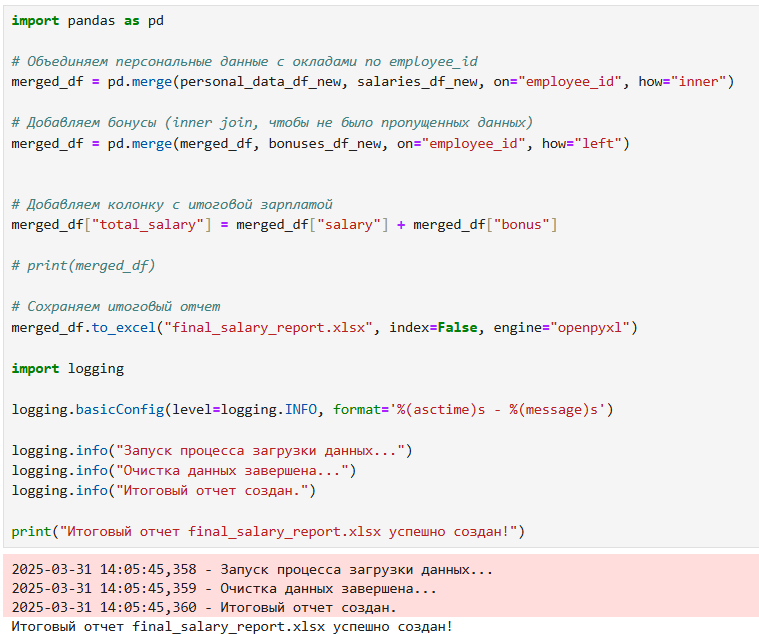 import pandas as pd
# Объединяем персональные данные с окладами по employee_id
merged_df = pd.merge(personal_data_df_new, salaries_df_new, on="employee_id", how="inner")
# Добавляем бонусы (inner join, чтобы не было пропущенных данных)
merged_df = pd.merge(merged_df, bonuses_df_new, on="employee_id", how="left")
# Добавляем колонку с итоговой зарплатой
merged_df["total_salary"] = merged_df["salary"] + merged_df["bonus"]
# print(merged_df)
# Сохраняем итоговый отчет
merged_df.to_excel("final_salary_report.xlsx", index=False, engine="openpyxl")
import logging
logging.basicConfig(level=logging.INFO, format='%(asctime)s - %(message)s')
logging.info("Запуск процесса загрузки данных...")
logging.info("Очистка данных завершена...")
logging.info("Итоговый отчет создан.")
print("Итоговый отчет final_salary_report.xlsx успешно создан!")
2025-03-31 14:05:45,358 - Запуск процесса загрузки данных...
2025-03-31 14:05:45,359 - Очистка данных завершена...
2025-03-31 14:05:45,360 - Итоговый отчет создан.
Итоговый отчет final_salary_report.xlsx успешно создан!